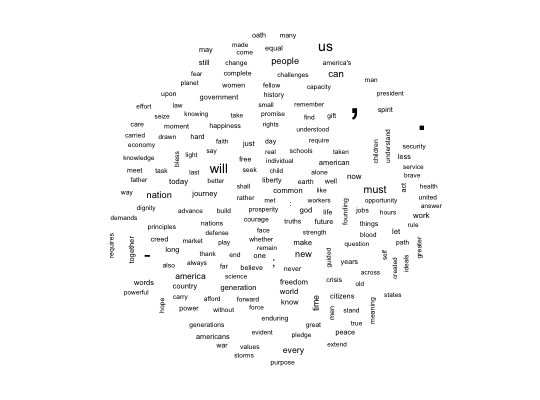 oath many
made us
may come equal
still change people america's
fear complete challenges can man
planet women fellow capacity
upon government history president
effort law small remember , spirit
seize knowing take promise find gift
care moment happiness rights understood .
carried drawn hard faith just day require children understand
economy say real schools taken security
knowledge bless light free individual american less
meet task last will seek child alone service
father today better liberty earth well now brave
way nation journey shall common like must act health
rather met : workers founding opportunity united
dignity advance build prosperity god life jobs hours answer
demands courage truths future things work
principles nations face strength blood let rule
requires together creed market defense play whether make question path greater
- long thank end remain one new guided self ideals
also always far believe ; never years created
america science across
words country generation freedom crisis old
powerful hope carry afford forward world time citizens meaning states
power without force know men stand
generations enduring great true
americans evident pledge peace
war values every extend
storms
purpose